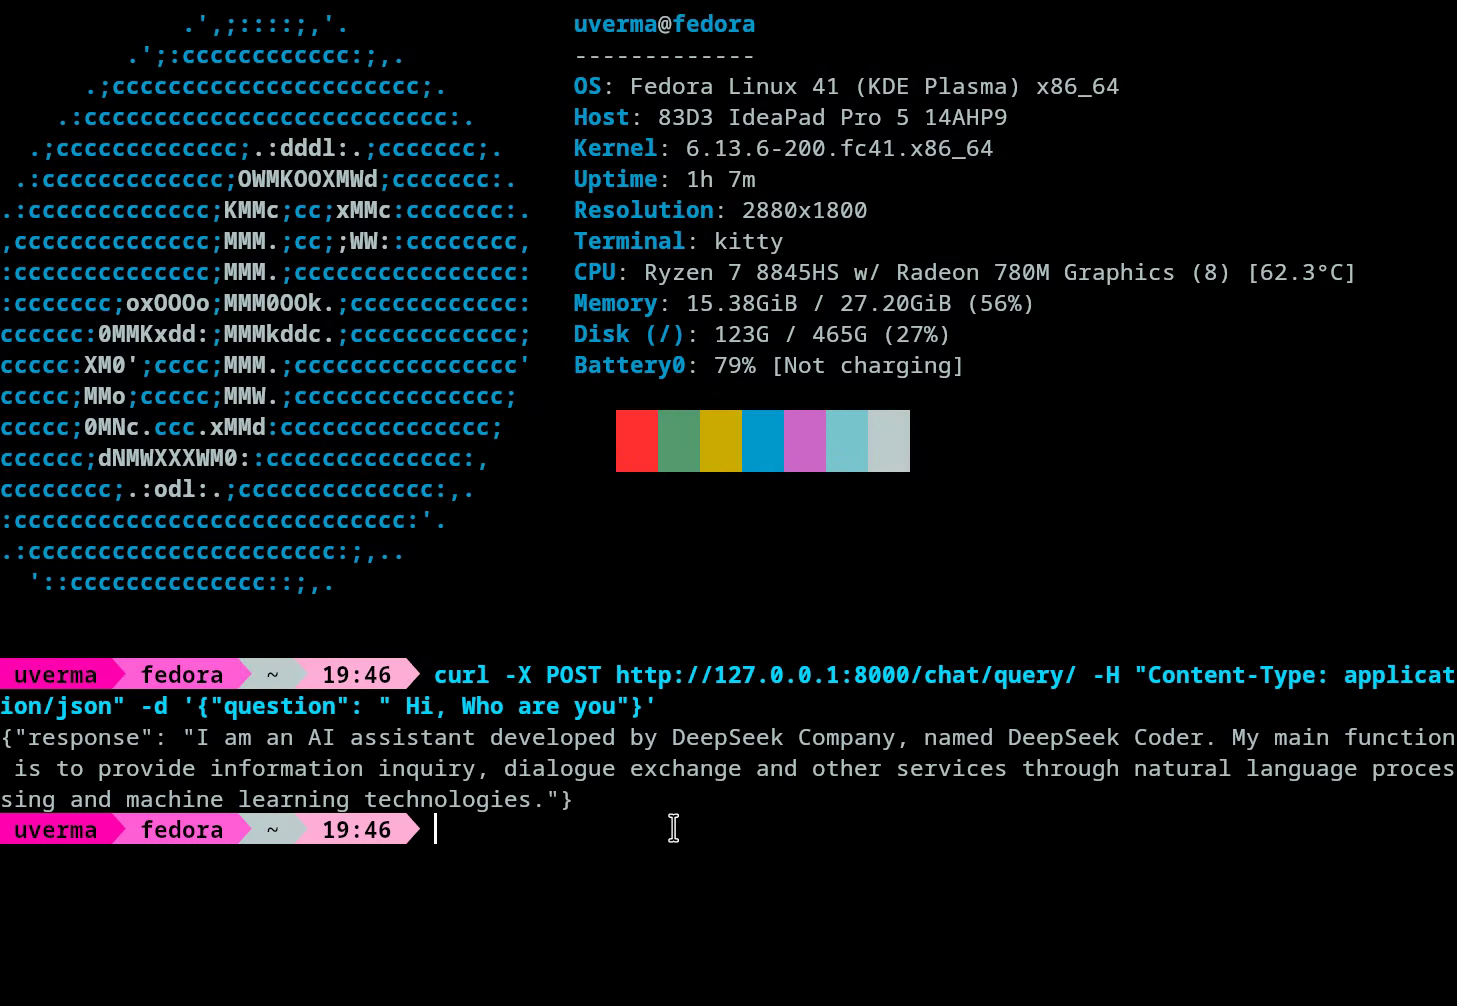 .',;::::;,'.                 uverma@fedora
         .';:cccccccccccc:;,.             -------------
      .;cccccccccccccccccccccc;.          OS: Fedora Linux 41 (KDE Plasma) x86_64
    .:cccccccccccccccccccccccccc:.        Host: 83D3 IdeaPad Pro 5 14AHP9
  .;ccccccccccccc;.:dddl:.;ccccccc;.      Kernel: 6.13.6-200.fc41.x86_64
 .:ccccccccccccc;OWMKOOXMWd;ccccccc:.     Uptime: 1h 7m
.:ccccccccccccc;KMMc;cc;xMMc:ccccccc:.    Resolution: 2880x1800
,cccccccccccccc;MMM.;cc;;WW::cccccccc,    Terminal: kitty
:cccccccccccccc;MMM.;cccccccccccccccc:    CPU: Ryzen 7 8845HS w/ Radeon 780M Graphics (8) [62.3°C]
:ccccccc;oxOOOo;MMM0OOk.;cccccccccccc:    Memory: 15.38GiB / 27.20GiB (56%)
cccccc:0MMKxdd:;MMMkddc.;cccccccccccc;    Disk (/): 123G / 465G (27%)
ccccc:XM0';cccc;MMM.;cccccccccccccccc'    Battery0: 79% [Not charging]
ccccc;MMo;ccccc;MMW.;ccccccccccccccc;
ccccc;0MNc.ccc.xMMd:ccccccccccccccc;
cccccc;dNMWXXXWM0::cccccccccccccc:,
cccccccc;.:odl:.;cccccccccccccc:,.
:cccccccccccccccccccccccccccc:'.
.:cccccccccccccccccccccc:;,..
  '::cccccccccccccc::;,.
uverma fedora ~ 19:46 curl -X POST http://127.0.0.1:8000/chat/query/ -H "Content-Type: applicat
ion/json" -d '{"question": " Hi, Who are you"}'
{"response": "I am an AI assistant developed by DeepSeek Company, named DeepSeek Coder. My main function
 is to provide information inquiry, dialogue exchange and other services through natural language proces
sing and machine learning technologies."}
uverma fedora ~ 19:46